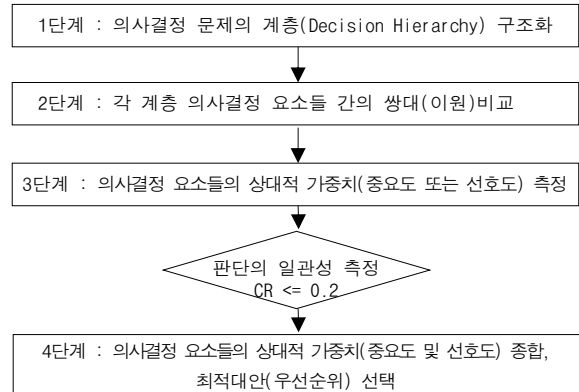 1단계 : 의사결정 문제의 계층(Decision Hierarchy) 구조화
2단계 : 각 계층 의사결정 요소들 간의 쌍대(이원)비교
3단계 : 의사결정 요소들의 상대적 가중치(중요도 또는 선호도) 측정
판단의 일관성 측정
CR <= 0.2
4단계 : 의사결정 요소들의 상대적 가중치(중요도 및 선호도) 종합,
최적대안(우선순위) 선택